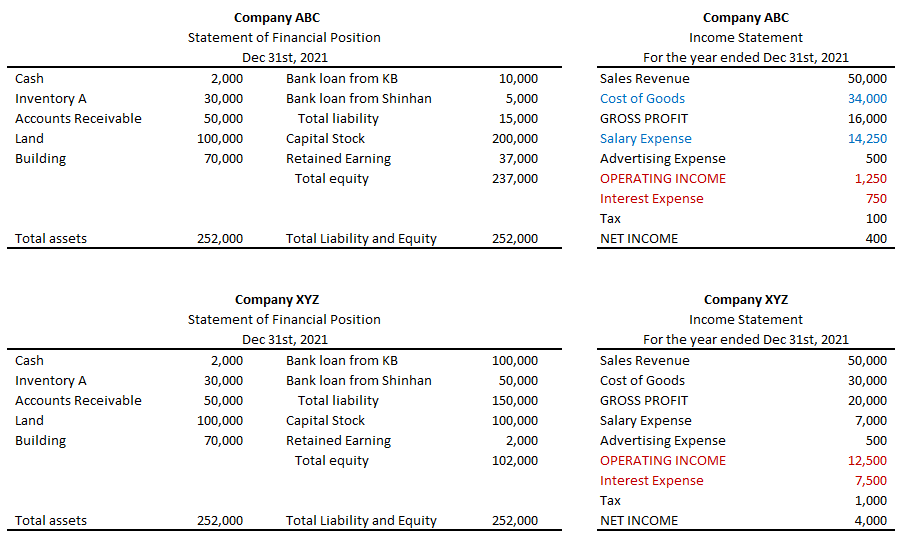 Company ABC
Statement of Financial Position
Dec 31st, 2021
Cash 2,000 Bank loan from KB 10,000
Inventory A 30,000 Bank loan from Shinhan 5,000
Accounts Receivable 50,000 Total liability 15,000
Land 100,000 Capital Stock 200,000
Building 70,000 Retained Earning 37,000
Total equity 237,000
Total assets 252,000 Total Liability and Equity 252,000
Company ABC
Income Statement
For the year ended Dec 31st, 2021
Sales Revenue 50,000
Cost of Goods 34,000
GROSS PROFIT 16,000
Salary Expense 14,250
Advertising Expense 500
OPERATING INCOME 1,250
Interest Expense 750
Tax 100
NET INCOME 400
Company XYZ
Statement of Financial Position
Dec 31st, 2021
Cash 2,000 Bank loan from KB 100,000
Inventory A 30,000 Bank loan from Shinhan 50,000
Accounts Receivable 50,000 Total liability 150,000
Land 100,000 Capital Stock 100,000
Building 70,000 Retained Earning 2,000
Total equity 102,000
Total assets 252,000 Total Liability and Equity 252,000
Company XYZ
Income Statement
For the year ended Dec 31st, 2021
Sales Revenue 50,000
Cost of Goods 30,000
GROSS PROFIT 20,000
Salary Expense 7,000
Advertising Expense 500
OPERATING INCOME 12,500
Interest Expense 7,500
Tax 1,000
NET INCOME 4,000